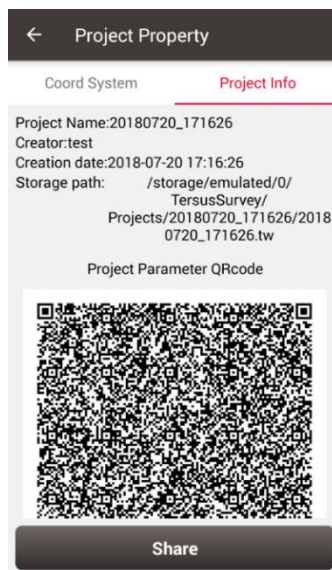 Project Property
Coord System
Project Info
Project Name:20180720_171626
Creator:test
Creation date:2018-07-20 17:16:26
Storage path: /storage/emulated/0/
TersusSurvey/
Projects/20180720_171626/2018
0720_171626.tw
Project Parameter QRcode
Share